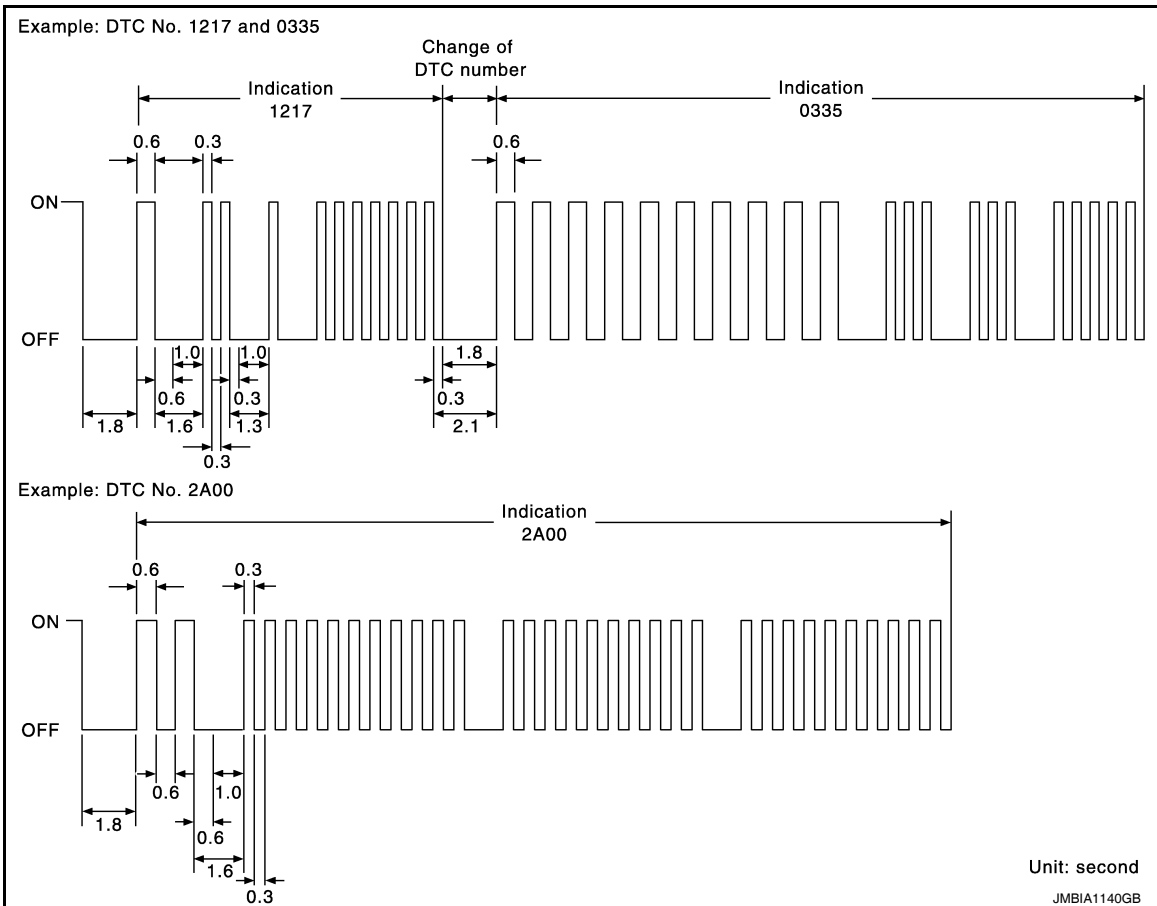 Example: DTC No. 1217 and 0335
Change of
DTC number
Indication
1217
Indication
0335
0.6
0.3
0.6
ON
OFF
1.0
1.0
1.8
0.6
0.3
0.3
1.8
1.6
1.3
2.1
0.3
Example: DTC No. 2A00
Indication
2A00
0.6
0.3
ON
OFF
0.6
1.0
1.8
0.6
1.6
0.3
Unit: second
JMBIA1140GB